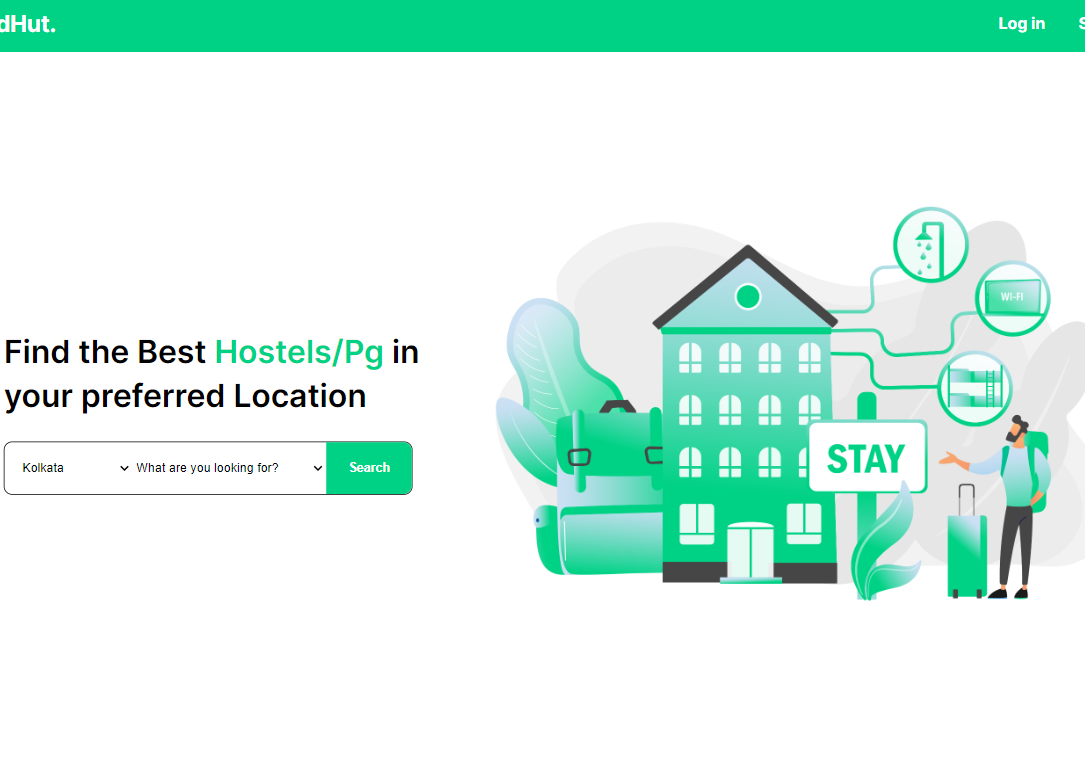 dHut.
Log in
S
Find the Best Hostels/Pg in
your preferred Location
Kolkata
What are you looking for?
Search
WI-FI
STAY